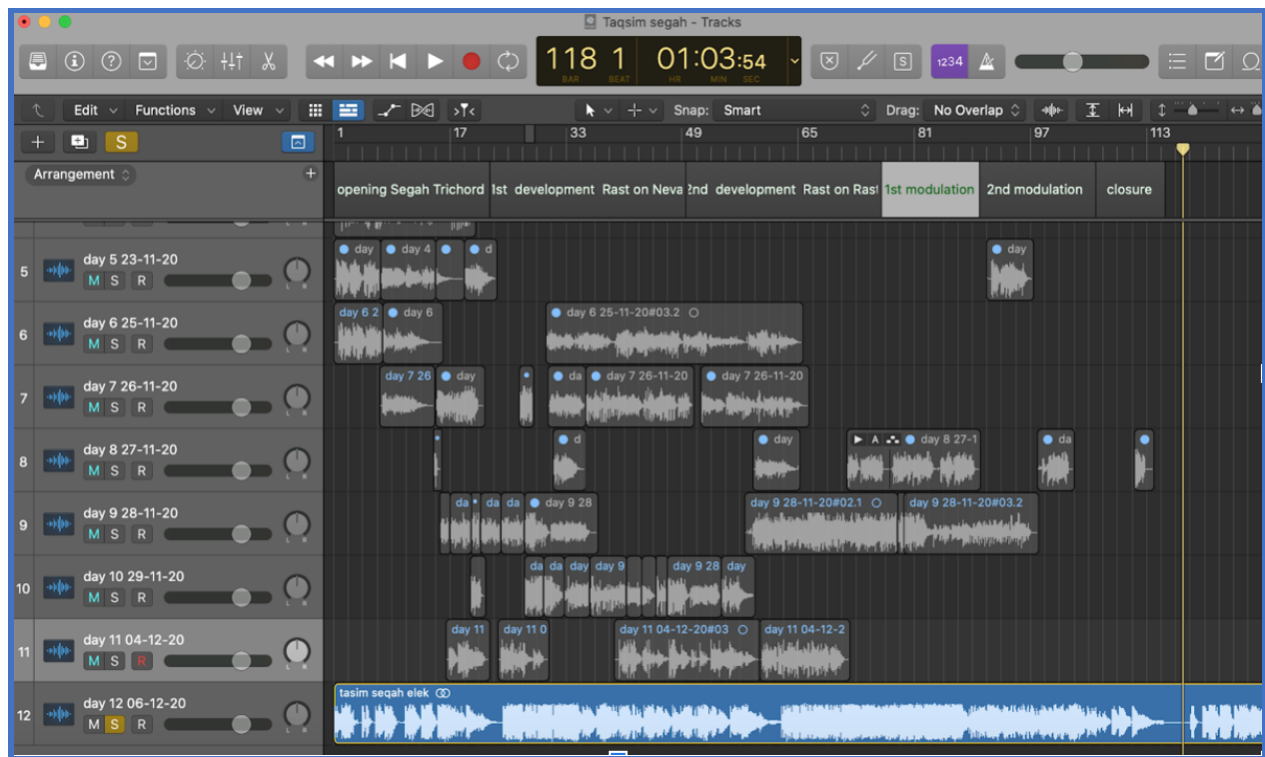 Taqsim segah - Tracks
118 1 01:03:54
BAR BEAT HR MIN SEC
S 1234
Edit Functions View Snap: Smart Drag: No Overlap
S 1 17 33 49 65 81 97 113
Arrangement
opening Segah Trichord 1st development Rast on Neva 2nd development Rast on Rast 1st modulation 2nd modulation closure
5 day 5 23-11-20 day day 4 d day
M S R L R
6 day 6 25-11-20 day 6 2 day 6 day 6 25-11-20#03.2
M S R L R
7 day 7 26-11-20 day 7 26 day da day 7 26-11-20 day 7 26-11-20
M S R L R
8 day 8 27-11-20 d day A day 8 27-1 da
M S R L R
9 day 9 28-11-20 da da da day 9 28 day 9 28-11-20#02.1 day 9 28-11-20#03.2
M S R L R
10 day 10 29-11-20 da da day day 9 day 9 28 day
M S R L R
11 day 11 04-12-20 day 11 day 11 0 day 11 04-12-20#03 day 11 04-12-2
M S R L R
12 day 12 06-12-20 tasim seqah elek
M S R L R